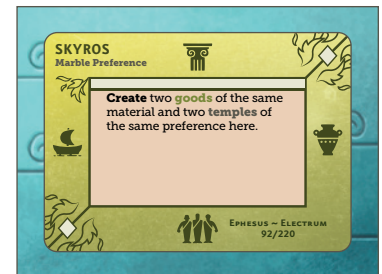 SKYROS
Marble Preference
Create two goods of the same
material and two temples of
the same preference here.
EPHESUS ~ ELECTRUM
92/220